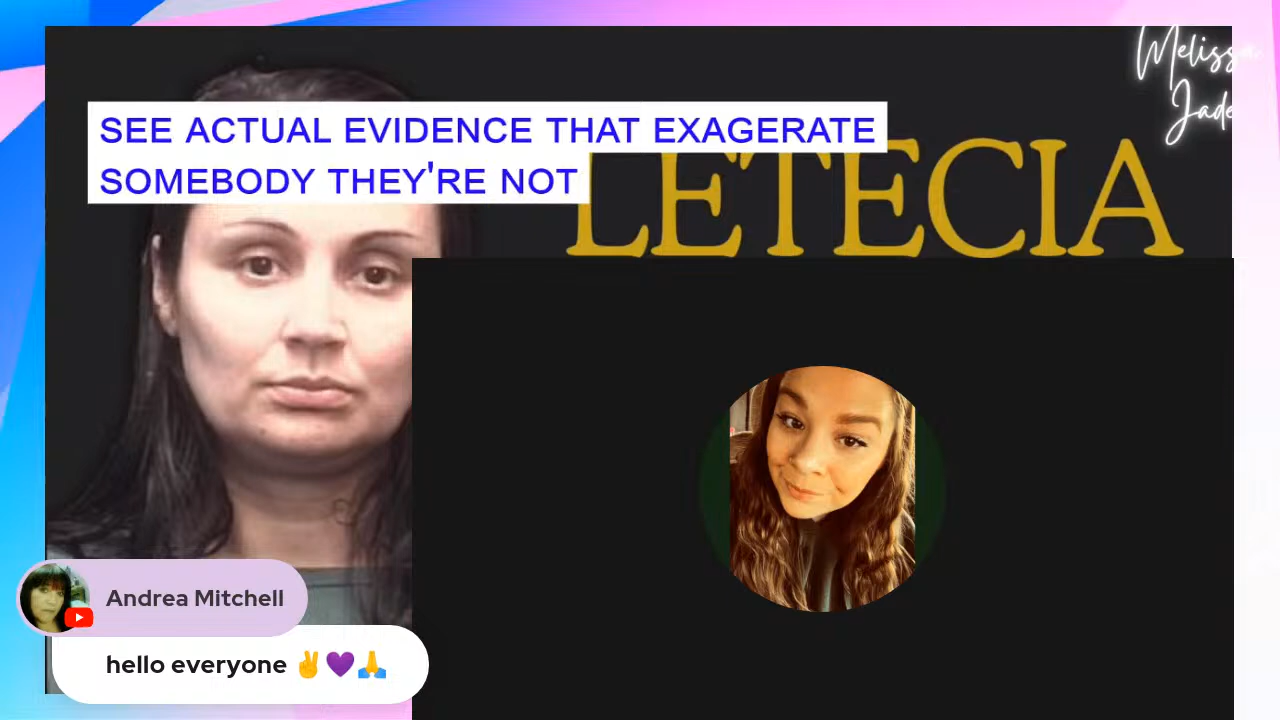 Melissa
Jade
SEE ACTUAL EVIDENCE THAT EXAGERATE
SOMEBODY THEY'RE NOT
LETECIA
Andrea Mitchell
hello everyone ✌️💜🙏